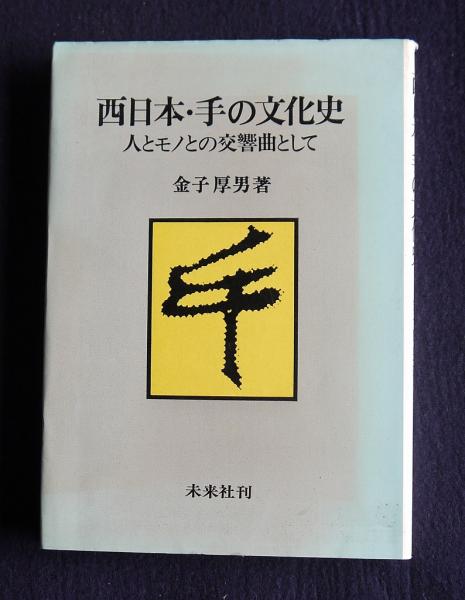 西日本・手の文化史
人とモノとの交響曲として
金子厚男著
手
未来社刊